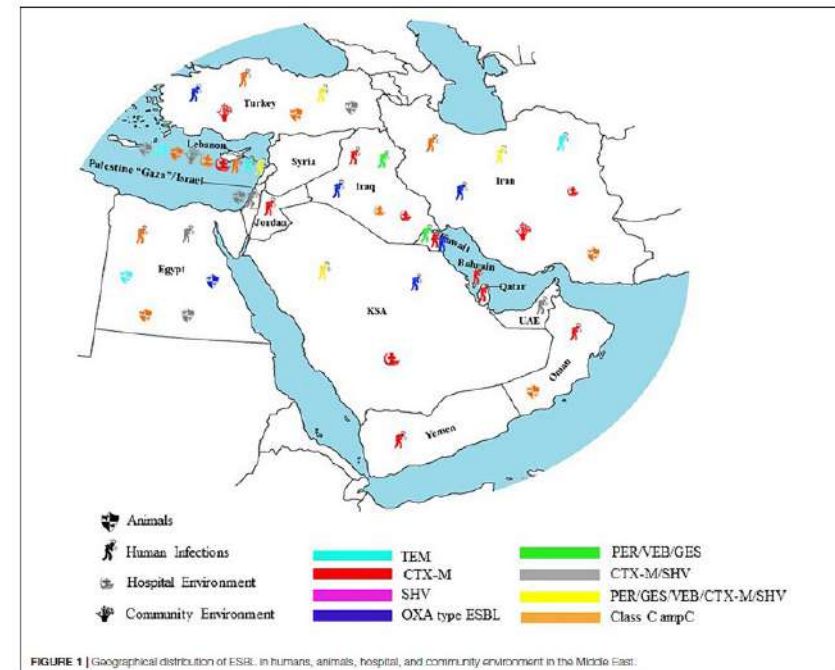 Turkey
Lebanon
Syria
Palestine "Gaza"/Israel
Iraq
Iran
Jordan
Kuwait
Egypt
Bahrain
Qatar
KSA
UAE
Oman
Yemen
Animals
Human Infections
Hospital Environment
Community Environment
TEM
CTX-M
SHV
OXA type ESBL
PER/VEB/GES
CTX-M/SHV
PER/GES/VEB/CTX-M/SHV
Class C ampC
FIGURE 1 | Geographical distribution of ESBL in humans, animals, hospital, and community environment in the Middle East.